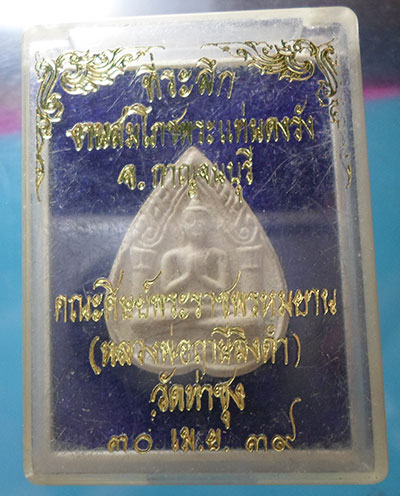 ที่ระลึก
งานสมโภชพระแท่นดงรัง
จ. กาญจนบุรี
คณะศิษย์พระราชพรหมยาน
(หลวงพ่อฤาษีลิงดำ)
วัดท่าซุง
๓๐ เม.ย. ๓๙